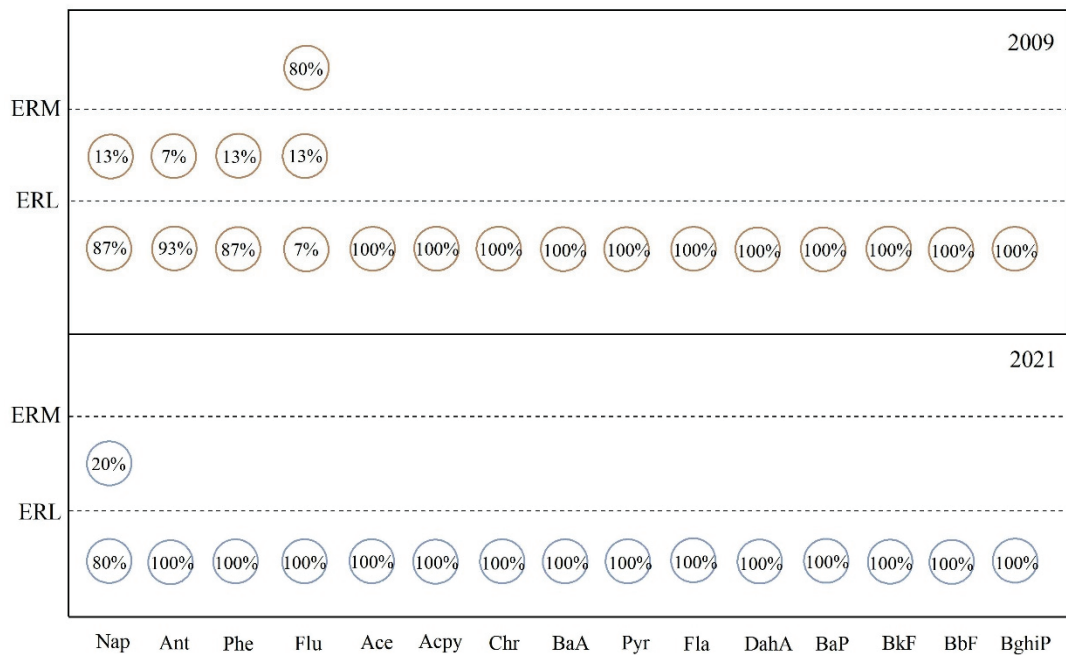 2009
80%
ERM
13% 7% 13% 13%
ERL
87% 93% 87% 7% 100% 100% 100% 100% 100% 100% 100% 100% 100% 100% 100%
2021
ERM
20%
ERL
80% 100% 100% 100% 100% 100% 100% 100% 100% 100% 100% 100% 100% 100% 100%
Nap Ant Phe Flu Ace Acpy Chr BaA Pyr Fla DahA BaP BkF BbF BghiP